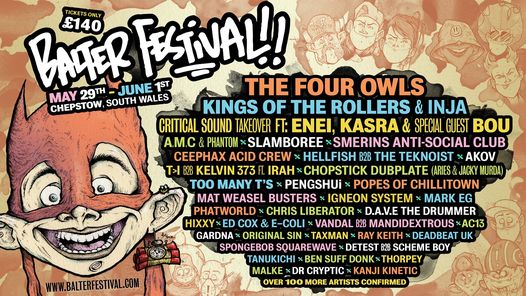 TICKETS ONLY
£140
BALTER FESTIVAL!!
MAY 29TH - JUNE 1ST
CHEPSTOW, SOUTH WALES
THE FOUR OWLS
KINGS OF THE ROLLERS & INJA
CRITICAL SOUND TAKEOVER FT: ENEI, KASRA & SPECIAL GUEST BOU
A.M.C & PHANTOM × SLAMBOREE × SMERINS ANTI-SOCIAL CLUB
CEEPHAX ACID CREW × HELLFISH B2B THE TEKNOIST × AKOV
T>I B2B KELVIN 373 FT. IRAH × CHOPSTICK DUBPLATE (ARIES & JACKY MURDA)
TOO MANY T'S × PENGSHUI × POPES OF CHILLITOWN
MAT WEASEL BUSTERS × IGNEON SYSTEM × MARK EG
PHATWORLD × CHRIS LIBERATOR × D.A.V.E THE DRUMMER
HIXXY × ED COX & E-COLI × VANDAL B2B MANDIDEXTROUS × AC13
GARDNA × ORIGINAL SIN × TAXMAN × RAY KEITH × DEADBEAT UK
SPONGEBOB SQUAREWAVE × DETEST B2B SCHEME BOY
TANUKICHI × BEN SUFF DONK × THORPEY
MALKE × DR CRYPTIC × KANJI KINETIC
OVER 100 MORE ARTISTS CONFIRMED
WWW.BALTERFESTIVAL.COM